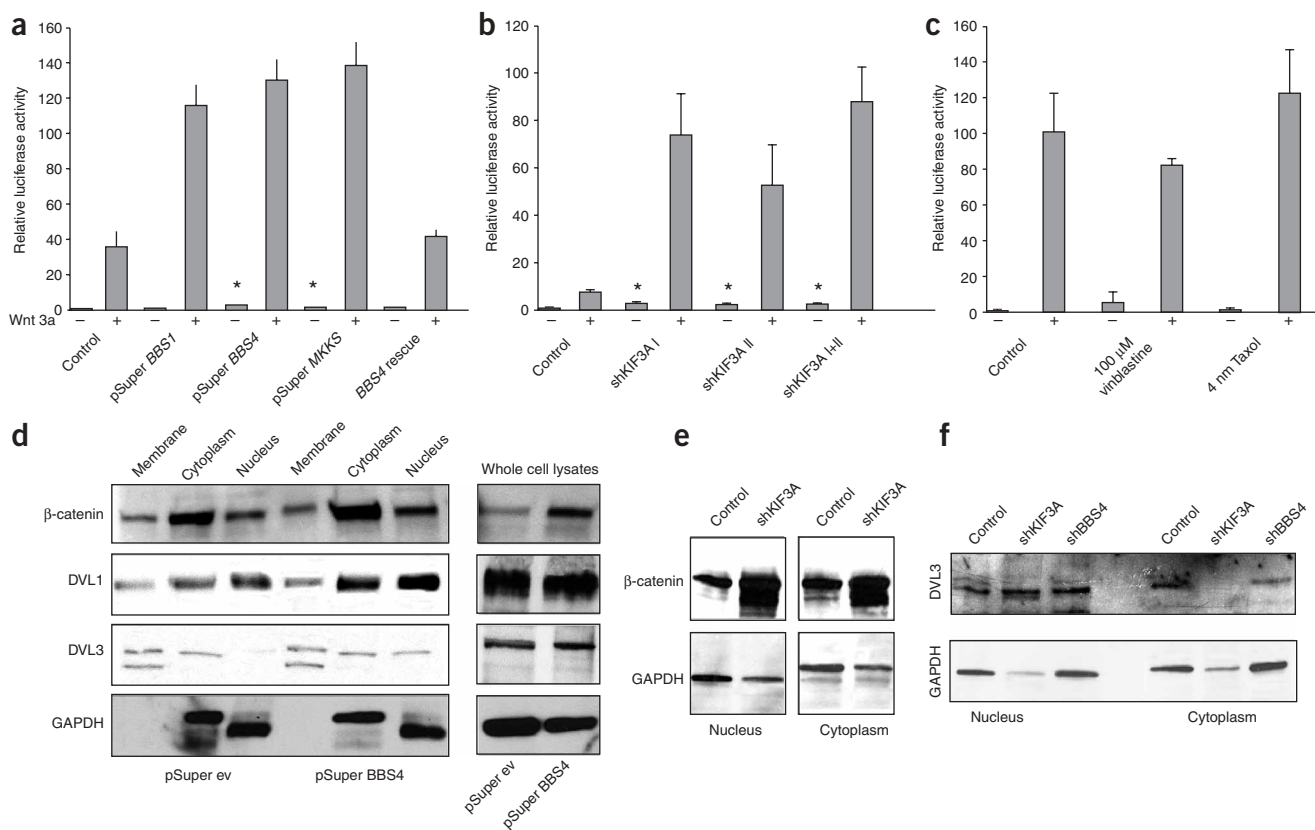 a
160
140
120
100
80
60
40
20
0
Relative luciferase activity
* *
Wnt 3a − + − + − + − + − +
Control
pSuper BBS1
pSuper BBS4
pSuper MKKS
BBS4 rescue
b
120
100
80
60
40
20
0
Relative luciferase activity
* * *
− + − + − + − +
Control
shKIF3A I
shKIF3A II
shKIF3A I+II
c
160
140
120
100
80
60
40
20
0
Relative luciferase activity
− + − + − +
Control
100 µM
vinblastine
4 nm Taxol
d
Membrane
Cytoplasm
Nucleus
Membrane
Cytoplasm
Nucleus
Whole cell lysates
β-catenin
DVL1
DVL3
GAPDH
pSuper ev
pSuper BBS4
pSuper ev
pSuper BBS4
e
Control
shKIF3A
Control
shKIF3A
β-catenin
GAPDH
Nucleus
Cytoplasm
f
Control
shKIF3A
shBBS4
Control
shKIF3A
shBBS4
DVL3
GAPDH
Nucleus
Cytoplasm